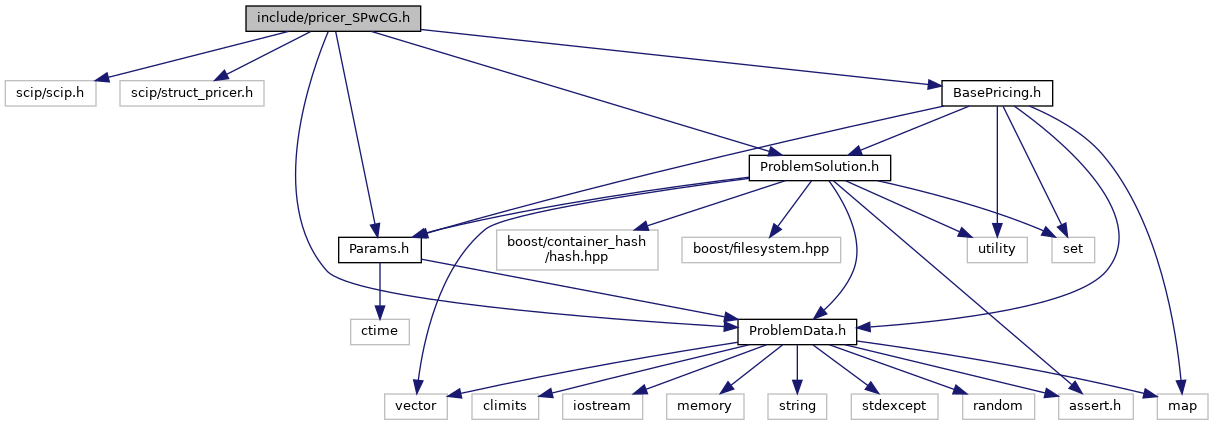 include/pricer_SPwCG.h
scip/scip.h
scip/struct_pricer.h
BasePricing.h
ProblemSolution.h
Params.h
boost/container_hash
/hash.hpp
boost/filesystem.hpp
utility
set
ctime
ProblemData.h
vector
climits
iostream
memory
string
stdexcept
random
assert.h
map